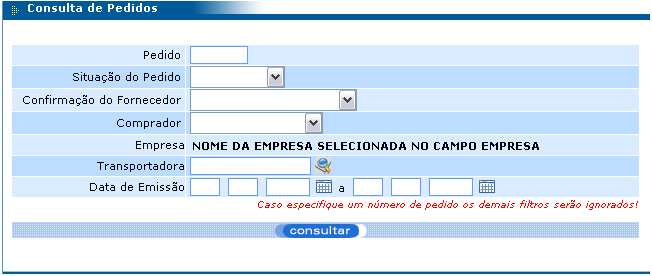 Consulta de Pedidos
Pedido
Situação do Pedido
Confirmação do Fornecedor
Comprador
Empresa NOME DA EMPRESA SELECIONADA NO CAMPO EMPRESA
Transportadora
Data de Emissão a
Caso especifique um número de pedido os demais filtros serão ignorados!
consultar